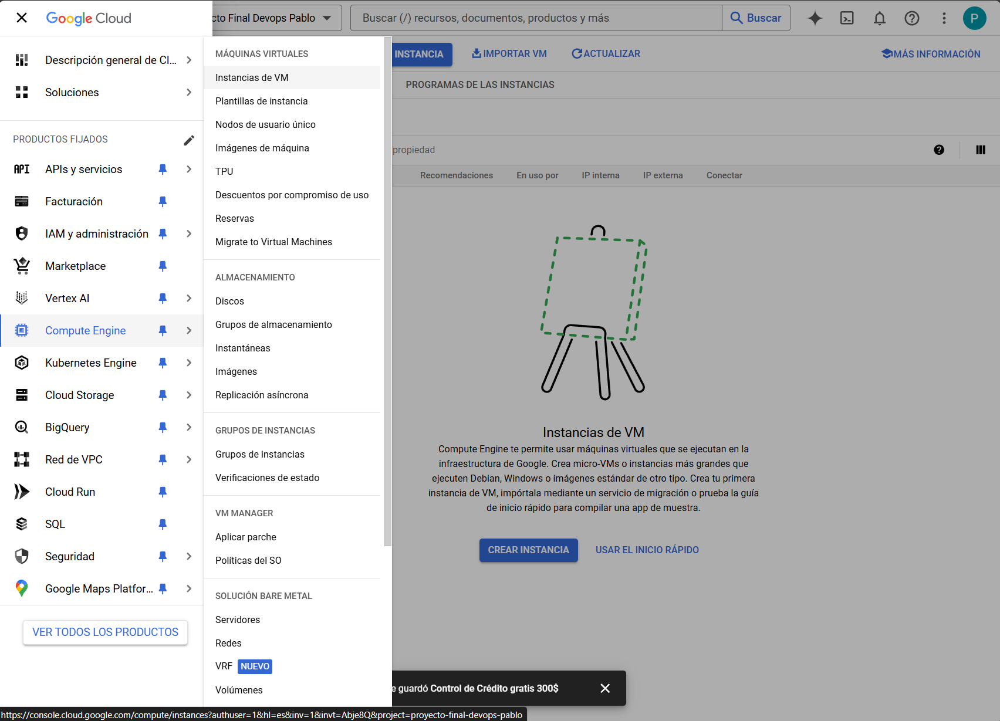 Google Cloud
cto Final Devops Pablo
Buscar (/) recursos, documentos, productos y más
Buscar
P
Descripción general de Cl...
Soluciones
PRODUCTOS FIJADOS
API
APIs y servicios
Facturación
IAM y administración
Marketplace
Vertex AI
Compute Engine
Kubernetes Engine
Cloud Storage
BigQuery
Red de VPC
Cloud Run
SQL
Seguridad
Google Maps Platfor...
VER TODOS LOS PRODUCTOS
MÁQUINAS VIRTUALES
Instancias de VM
Plantillas de instancia
Nodos de usuario único
Imágenes de máquina
TPU
Descuentos por compromiso de uso
Reservas
Migrate to Virtual Machines
ALMACENAMIENTO
Discos
Grupos de almacenamiento
Instantáneas
Imágenes
Replicación asíncrona
GRUPOS DE INSTANCIAS
Grupos de instancias
Verificaciones de estado
VM MANAGER
Aplicar parche
Políticas del SO
SOLUCIÓN BARE METAL
Servidores
Redes
VRF NUEVO
Volúmenes
INSTANCIA
IMPORTAR VM
ACTUALIZAR
MÁS INFORMACIÓN
PROGRAMAS DE LAS INSTANCIAS
propiedad
Recomendaciones En uso por IP interna IP externa Conectar
Instancias de VM
Compute Engine te permite usar máquinas virtuales que se ejecutan en la
infraestructura de Google. Crea micro-VMs o instancias más grandes que
ejecuten Debian, Windows o imágenes estándar de otro tipo. Crea tu primera
instancia de VM, impórtala mediante un servicio de migración o prueba la guía
de inicio rápido para compilar una app de muestra.
CREAR INSTANCIA
USAR EL INICIO RÁPIDO
e guardó Control de Crédito gratis 300$
https://console.cloud.google.com/compute/instances?authuser=1&hl=es&inv=1&invt=Abje8Q&project=proyecto-final-devops-pablo